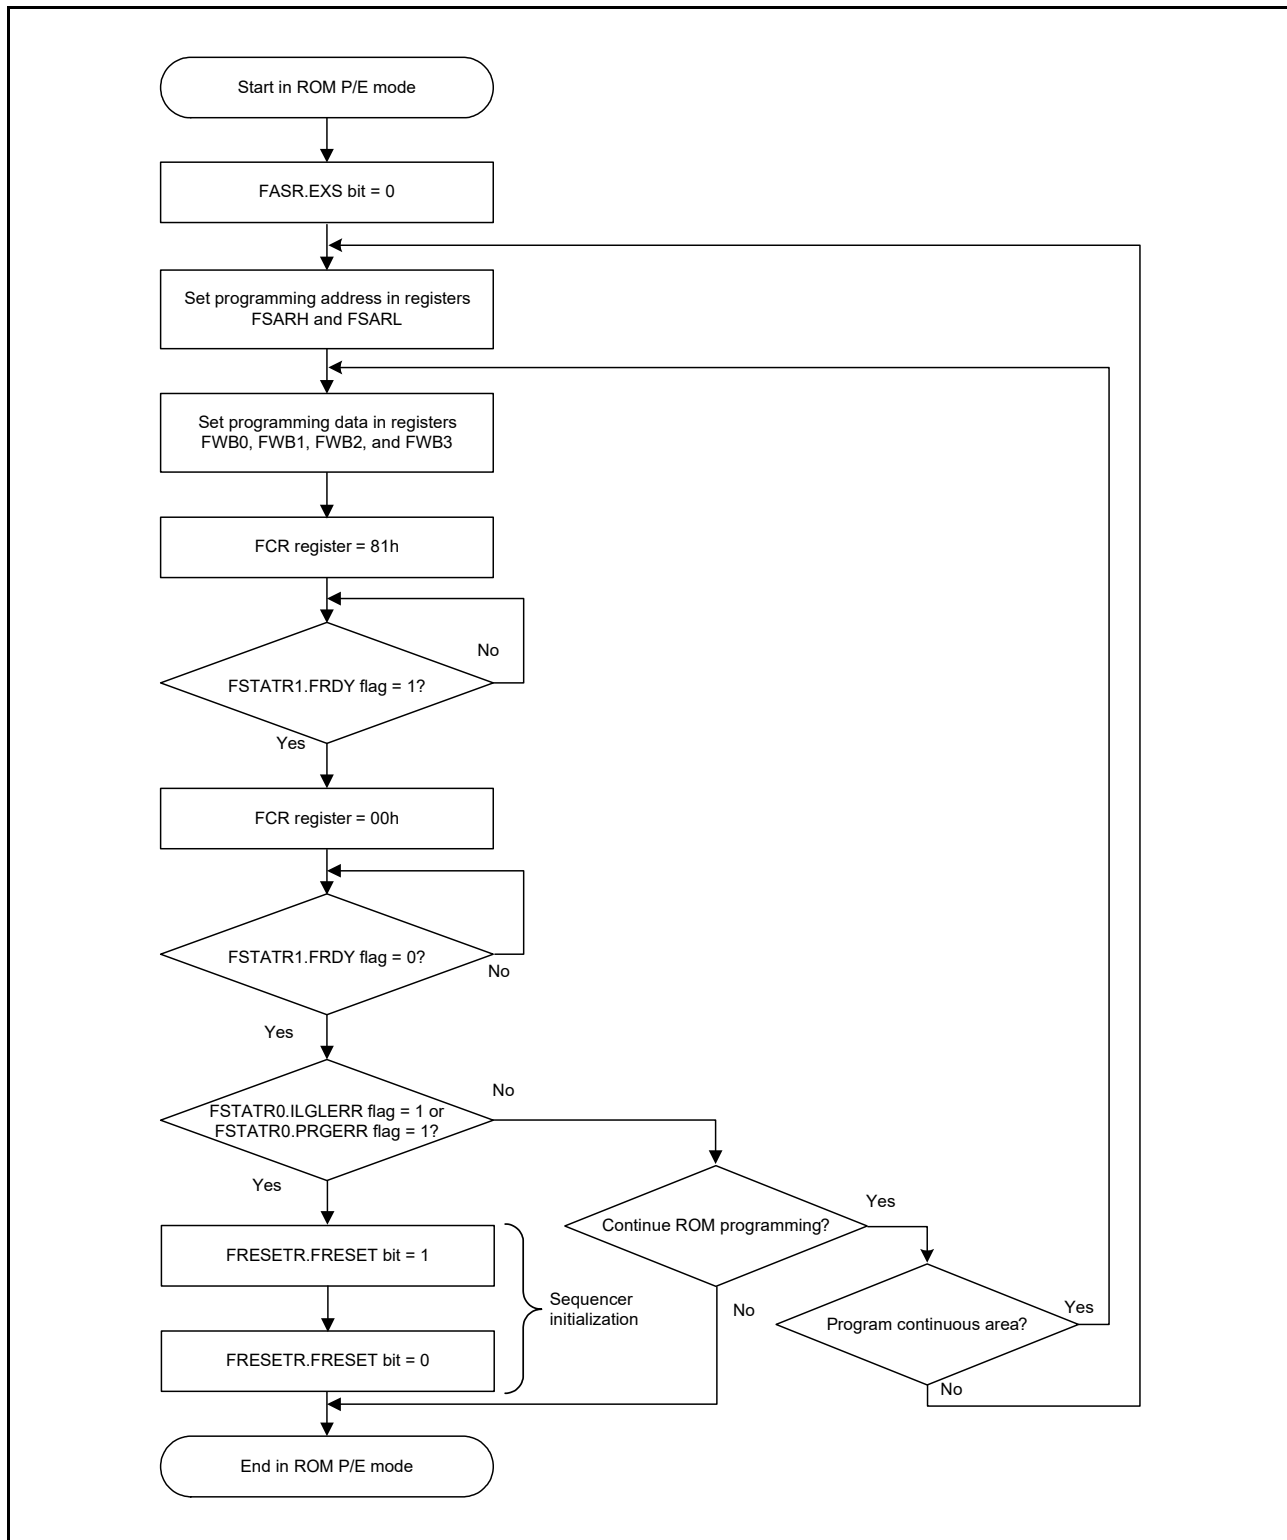 Start in ROM P/E mode
FASR.EXS bit = 0
Set programming address in registers
FSARH and FSARL
Set programming data in registers
FWB0, FWB1, FWB2, and FWB3
FCR register = 81h
No
FSTATR1.FRDY flag = 1?
Yes
FCR register = 00h
FSTATR1.FRDY flag = 0?
No
Yes
No
FSTATR0.ILGLERR flag = 1 or
FSTATR0.PRGERR flag = 1?
Yes
Yes
Continue ROM programming?
FRESETR.FRESET bit = 1
Sequencer
initialization
No
Yes
Program continuous area?
FRESETR.FRESET bit = 0
No
End in ROM P/E mode